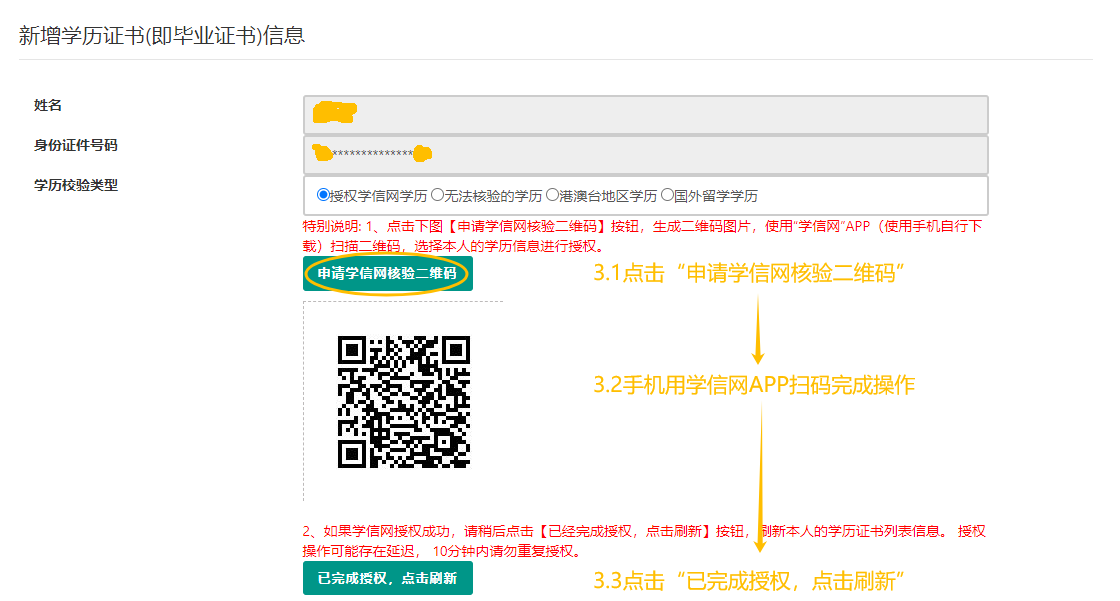 新增学历证书(即毕业证书)信息
姓名
身份证件号码
**************
学历校验类型
授权学信网学历 无法核验的学历 港澳台地区学历 国外留学学历
特别说明: 1、点击下图【申请学信网核验二维码】按钮，生成二维码图片，使用“学信网”APP（使用手机自行下
载）扫描二维码，选择本人的学历信息进行授权。
申请学信网核验二维码
3.1点击“申请学信网核验二维码”
3.2手机用学信网APP扫码完成操作
2、如果学信网授权成功，请稍后点击【已经完成授权，点击刷新】按钮，刷新本人的学历证书列表信息。 授权
操作可能存在延迟， 10分钟内请勿重复授权。
已完成授权，点击刷新
3.3点击“已完成授权，点击刷新”